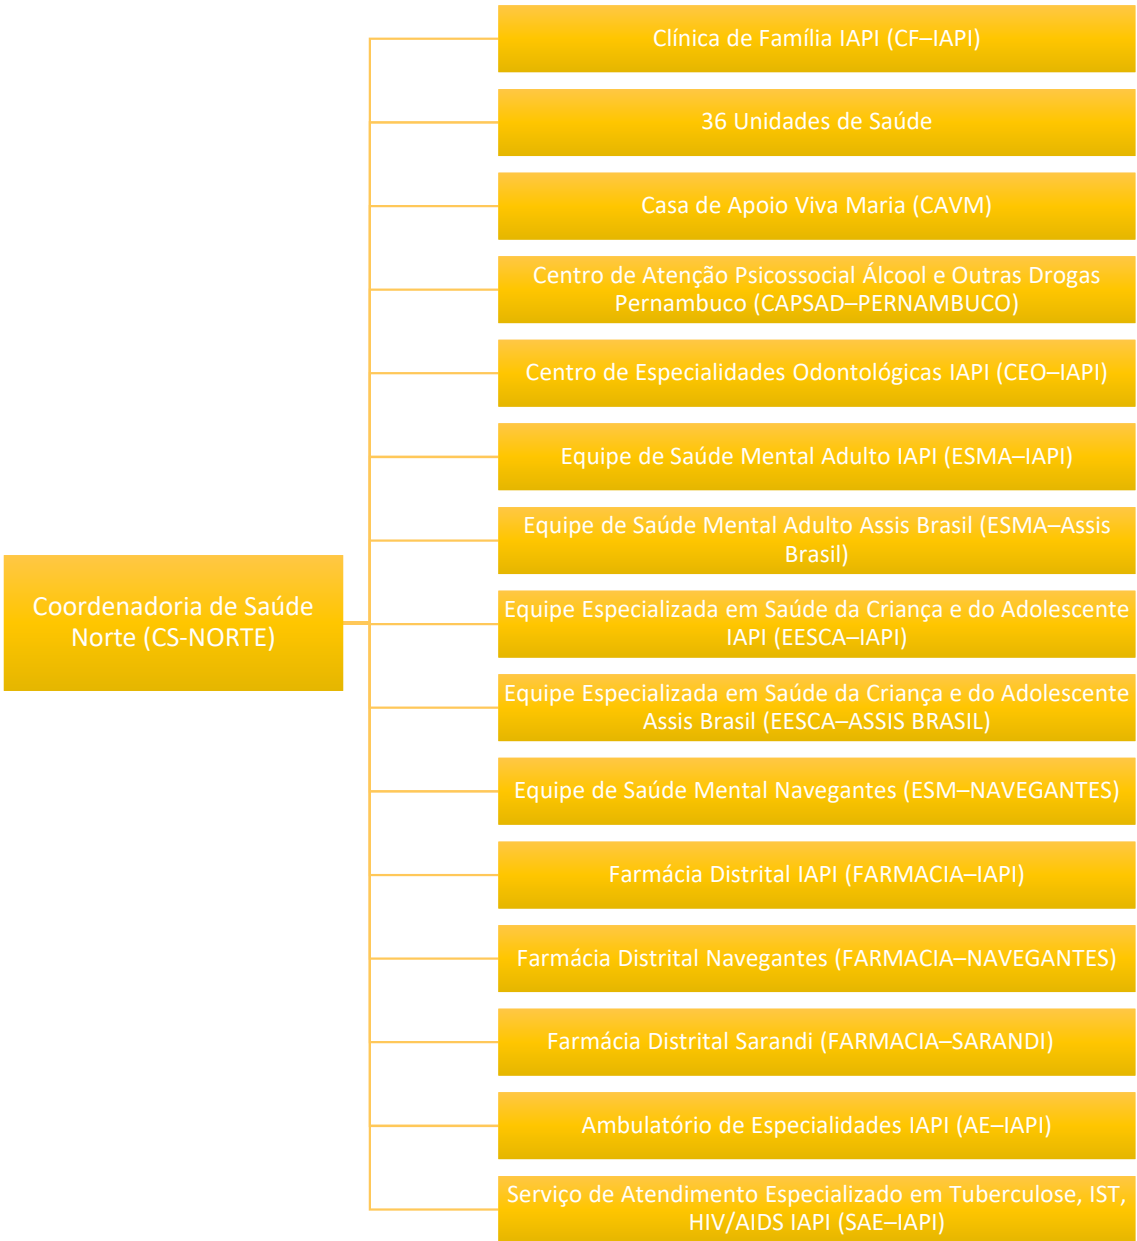 Clínica de Família IAPI (CF–IAPI)
36 Unidades de Saúde
Casa de Apoio Viva Maria (CAVM)
Centro de Atenção Psicossocial Álcool e Outras Drogas
Pernambuco (CAPSAD–PERNAMBUCO)
Centro de Especialidades Odontológicas IAPI (CEO–IAPI)
Equipe de Saúde Mental Adulto IAPI (ESMA–IAPI)
Equipe de Saúde Mental Adulto Assis Brasil (ESMA–Assis
Brasil)
Coordenadoria de Saúde
Norte (CS-NORTE)
Equipe Especializada em Saúde da Criança e do Adolescente
IAPI (EESCA–IAPI)
Equipe Especializada em Saúde da Criança e do Adolescente
Assis Brasil (EESCA–ASSIS BRASIL)
Equipe de Saúde Mental Navegantes (ESM–NAVEGANTES)
Farmácia Distrital IAPI (FARMACIA–IAPI)
Farmácia Distrital Navegantes (FARMACIA–NAVEGANTES)
Farmácia Distrital Sarandi (FARMACIA–SARANDI)
Ambulatório de Especialidades IAPI (AE–IAPI)
Serviço de Atendimento Especializado em Tuberculose, IST,
HIV/AIDS IAPI (SAE–IAPI)